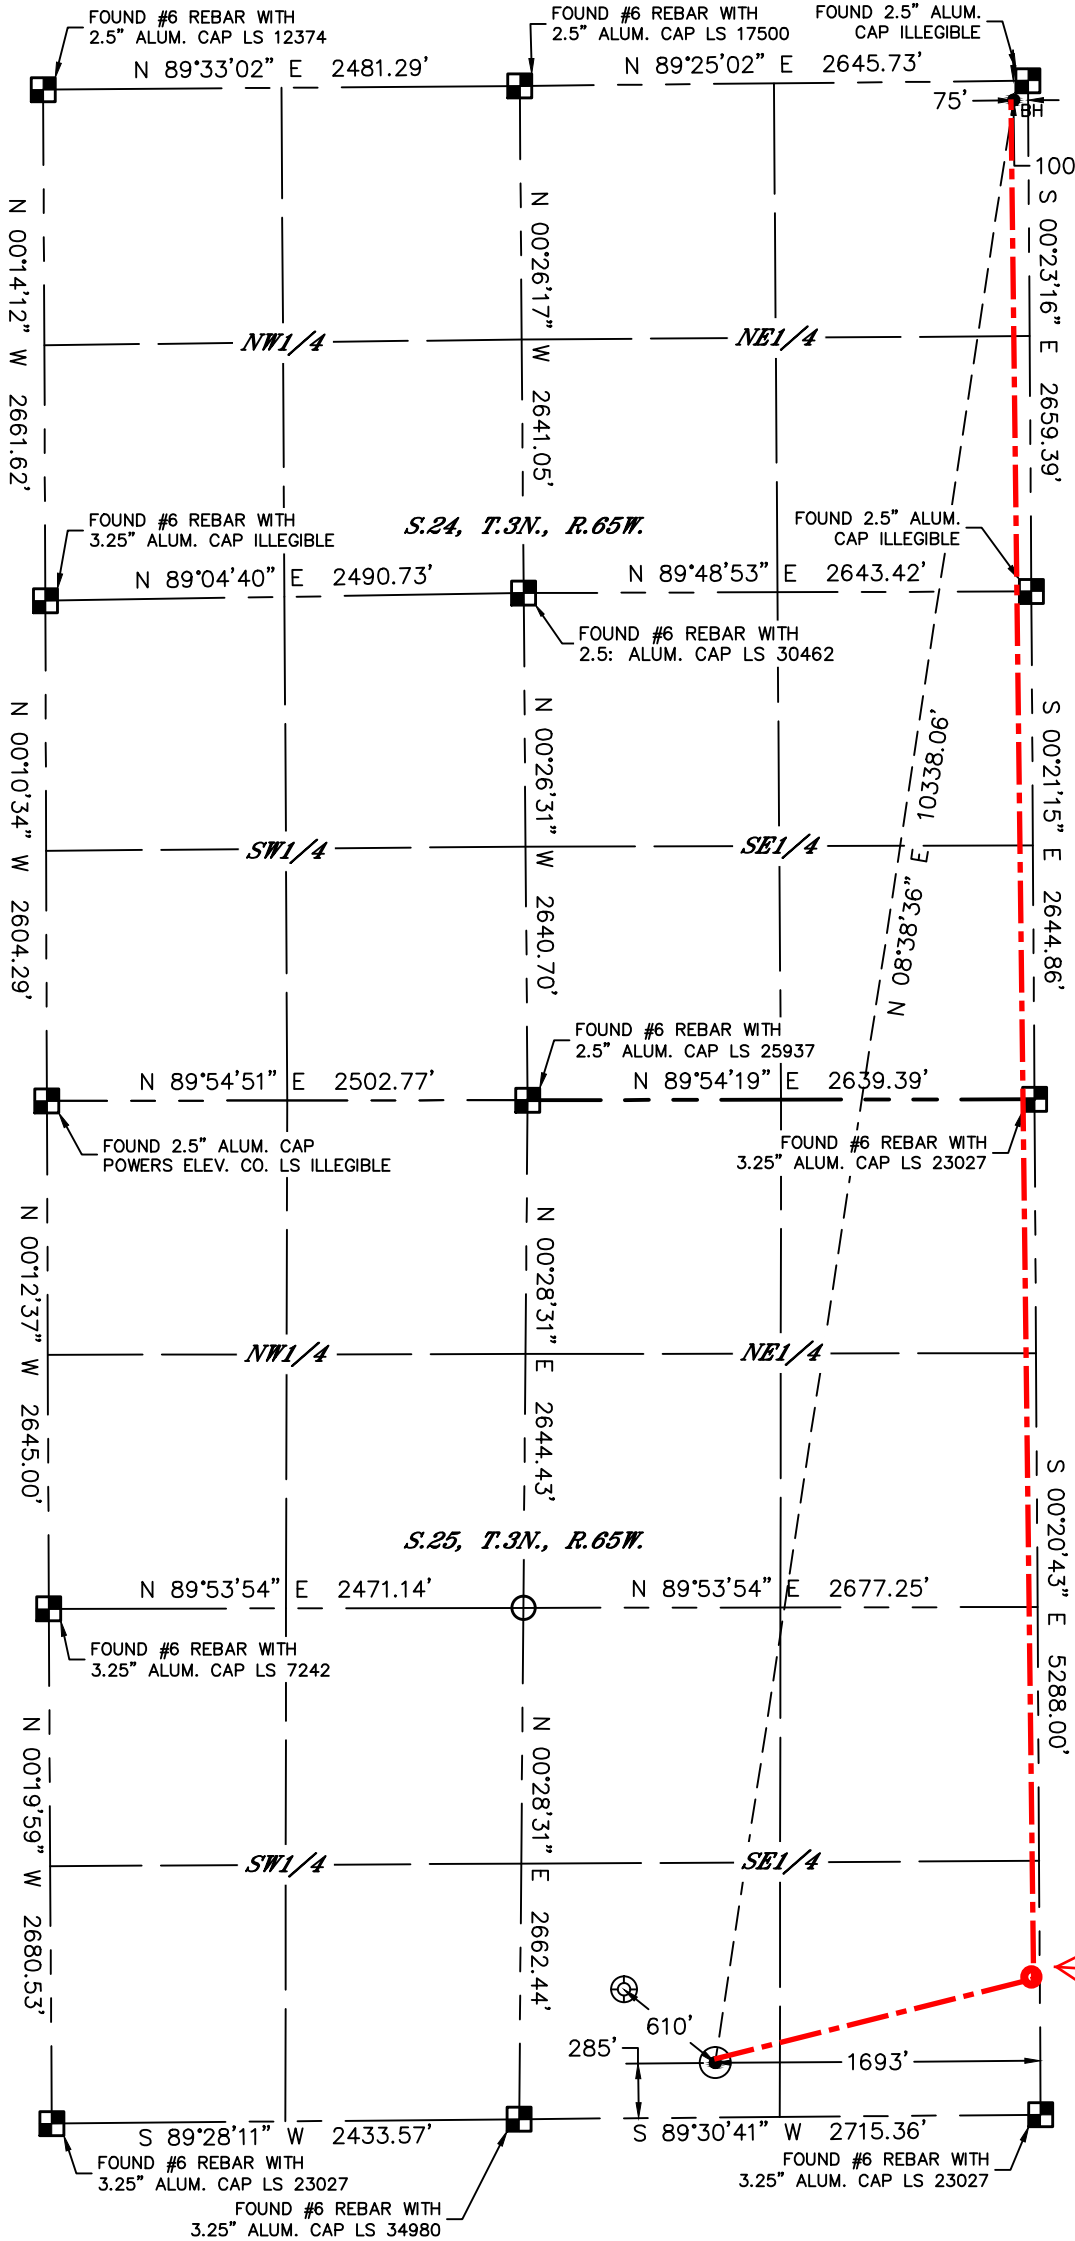 FOUND #6 REBAR WITH
2.5" ALUM. CAP LS 12374
FOUND #6 REBAR WITH
2.5" ALUM. CAP LS 17500
FOUND 2.5" ALUM.
CAP ILLEGIBLE
N 89°33'02" E 2481.29'
N 89°25'02" E 2645.73'
75'
BH
100
N 00°14'12" W 2661.62'
N 00°26'17" W 2641.05'
S 00°23'16" E 2659.39'
NW1/4
NE1/4
FOUND #6 REBAR WITH
3.25" ALUM. CAP ILLEGIBLE
S.24, T.3N., R.65W.
FOUND 2.5" ALUM.
CAP ILLEGIBLE
N 89°04'40" E 2490.73'
N 89°48'53" E 2643.42'
FOUND #6 REBAR WITH
2.5: ALUM. CAP LS 30462
N 00°10'34" W 2604.29'
N 00°26'31" W 2640.70'
N 08°38'36" E 10338.06'
S 00°21'15" E 2644.86'
SW1/4
SE1/4
FOUND #6 REBAR WITH
2.5" ALUM. CAP LS 25937
N 89°54'51" E 2502.77'
N 89°54'19" E 2639.39'
FOUND 2.5" ALUM. CAP
POWERS ELEV. CO. LS ILLEGIBLE
FOUND #6 REBAR WITH
3.25" ALUM. CAP LS 23027
N 00°12'37" W 2645.00'
N 00°28'31" E 2644.43'
NW1/4
NE1/4
S 00°20'43" E 5288.00'
S.25, T.3N., R.65W.
N 89°53'54" E 2471.14'
N 89°53'54" E 2677.25'
FOUND #6 REBAR WITH
3.25" ALUM. CAP LS 7242
N 00°19'59" W 2680.53'
N 00°28'31" E 2662.44'
SW1/4
SE1/4
610'
285'
1693'
S 89°28'11" W 2433.57'
S 89°30'41" W 2715.36'
FOUND #6 REBAR WITH
3.25" ALUM. CAP LS 23027
FOUND #6 REBAR WITH
3.25" ALUM. CAP LS 34980
FOUND #6 REBAR WITH
3.25" ALUM. CAP LS 23027